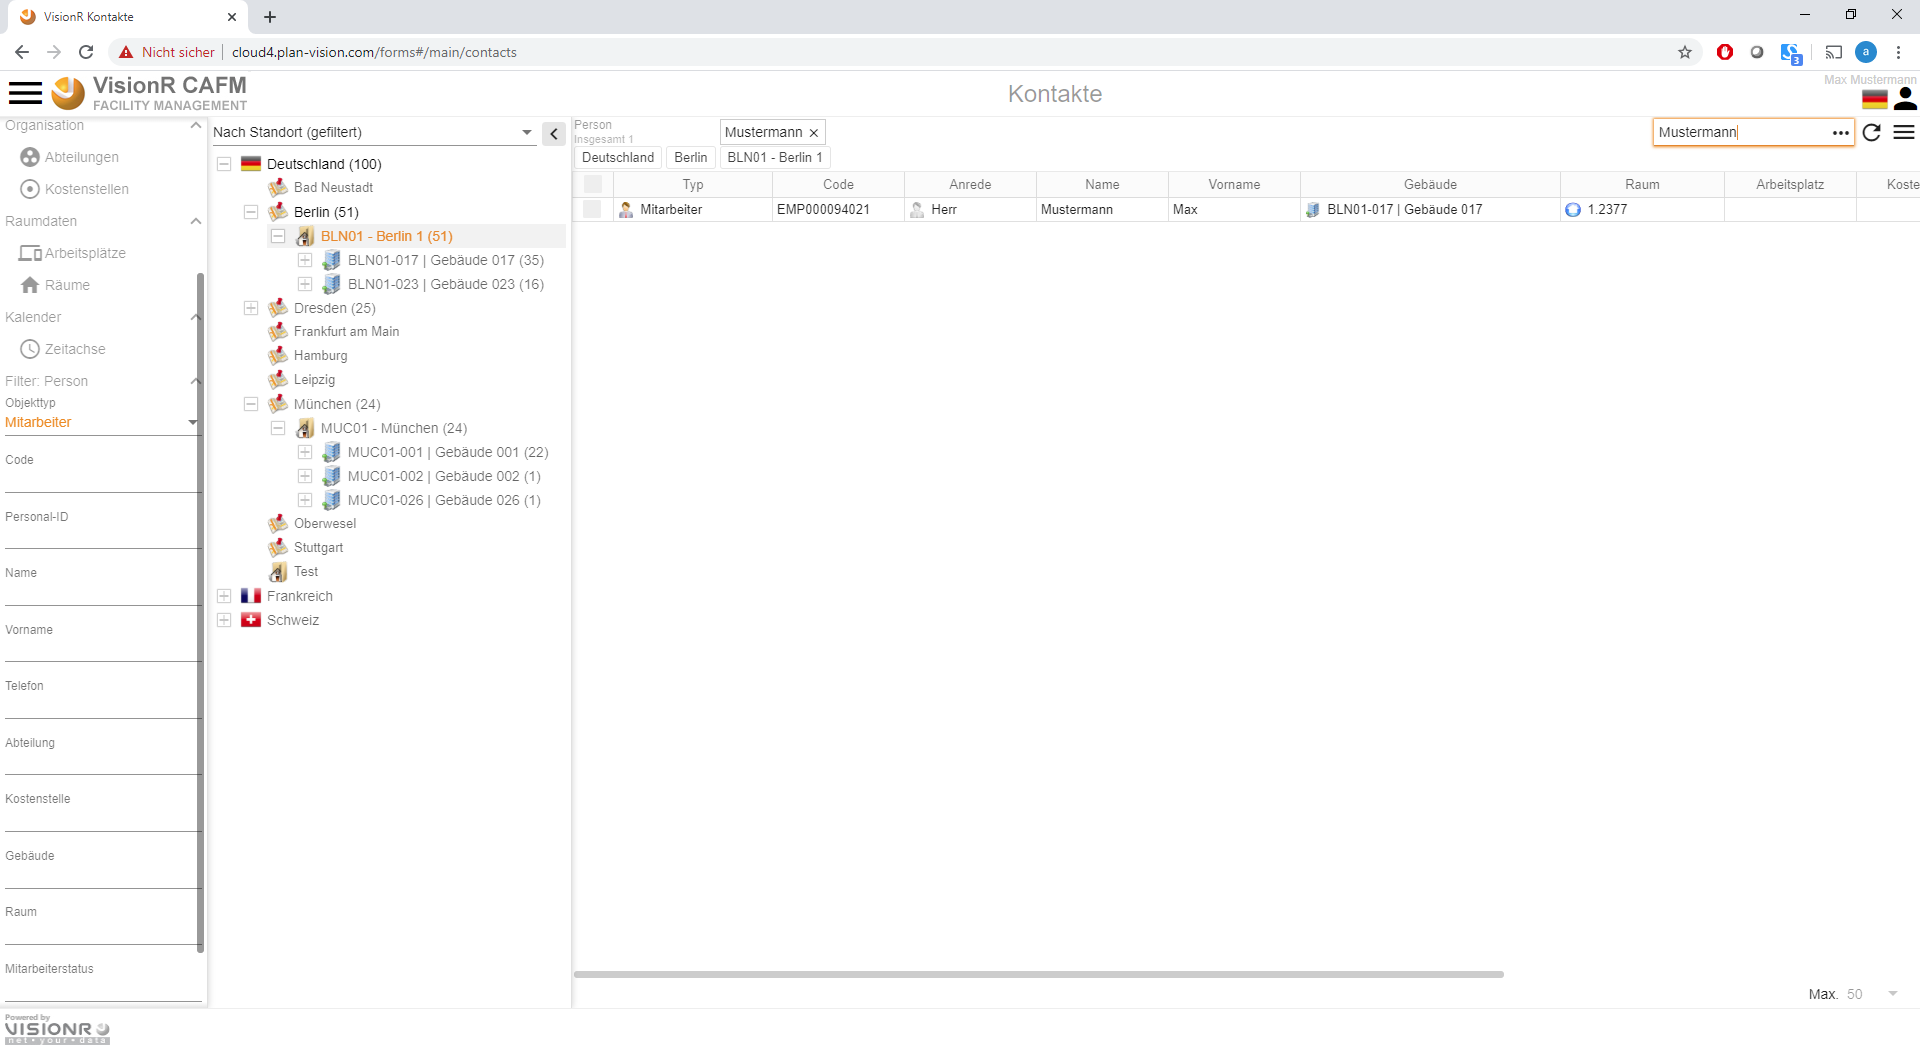 VisionR Kontakte
Nicht sicher
cloud4.plan-vision.com/forms#/main/contacts
3
a
VisionR CAFM
FACILITY MANAGEMENT
Kontakte
Max Mustermann
Organisation
Abteilungen
Kostenstellen
Raumdaten
Arbeitsplätze
Räume
Kalender
Zeitachse
Filter: Person
Objekttyp
Mitarbeiter
Code
Personal-ID
Name
Vorname
Telefon
Abteilung
Kostenstelle
Gebäude
Raum
Mitarbeiterstatus
Nach Standort (gefiltert)
Deutschland (100)
Bad Neustadt
Berlin (51)
BLN01 - Berlin 1 (51)
BLN01-017 | Gebäude 017 (35)
BLN01-023 | Gebäude 023 (16)
Dresden (25)
Frankfurt am Main
Hamburg
Leipzig
München (24)
MUC01 - München (24)
MUC01-001 | Gebäude 001 (22)
MUC01-002 | Gebäude 002 (1)
MUC01-026 | Gebäude 026 (1)
Oberwesel
Stuttgart
Test
Frankreich
Schweiz
Person
Insgesamt 1
Mustermann
Mustermann
Deutschland Berlin BLN01 - Berlin 1
Typ Code Anrede Name Vorname Gebäude Raum Arbeitsplatz Koste
Mitarbeiter EMP000094021 Herr Mustermann Max BLN01-017 | Gebäude 017 1.2377
Max. 50
Powered by
VISIONR
net • your • data